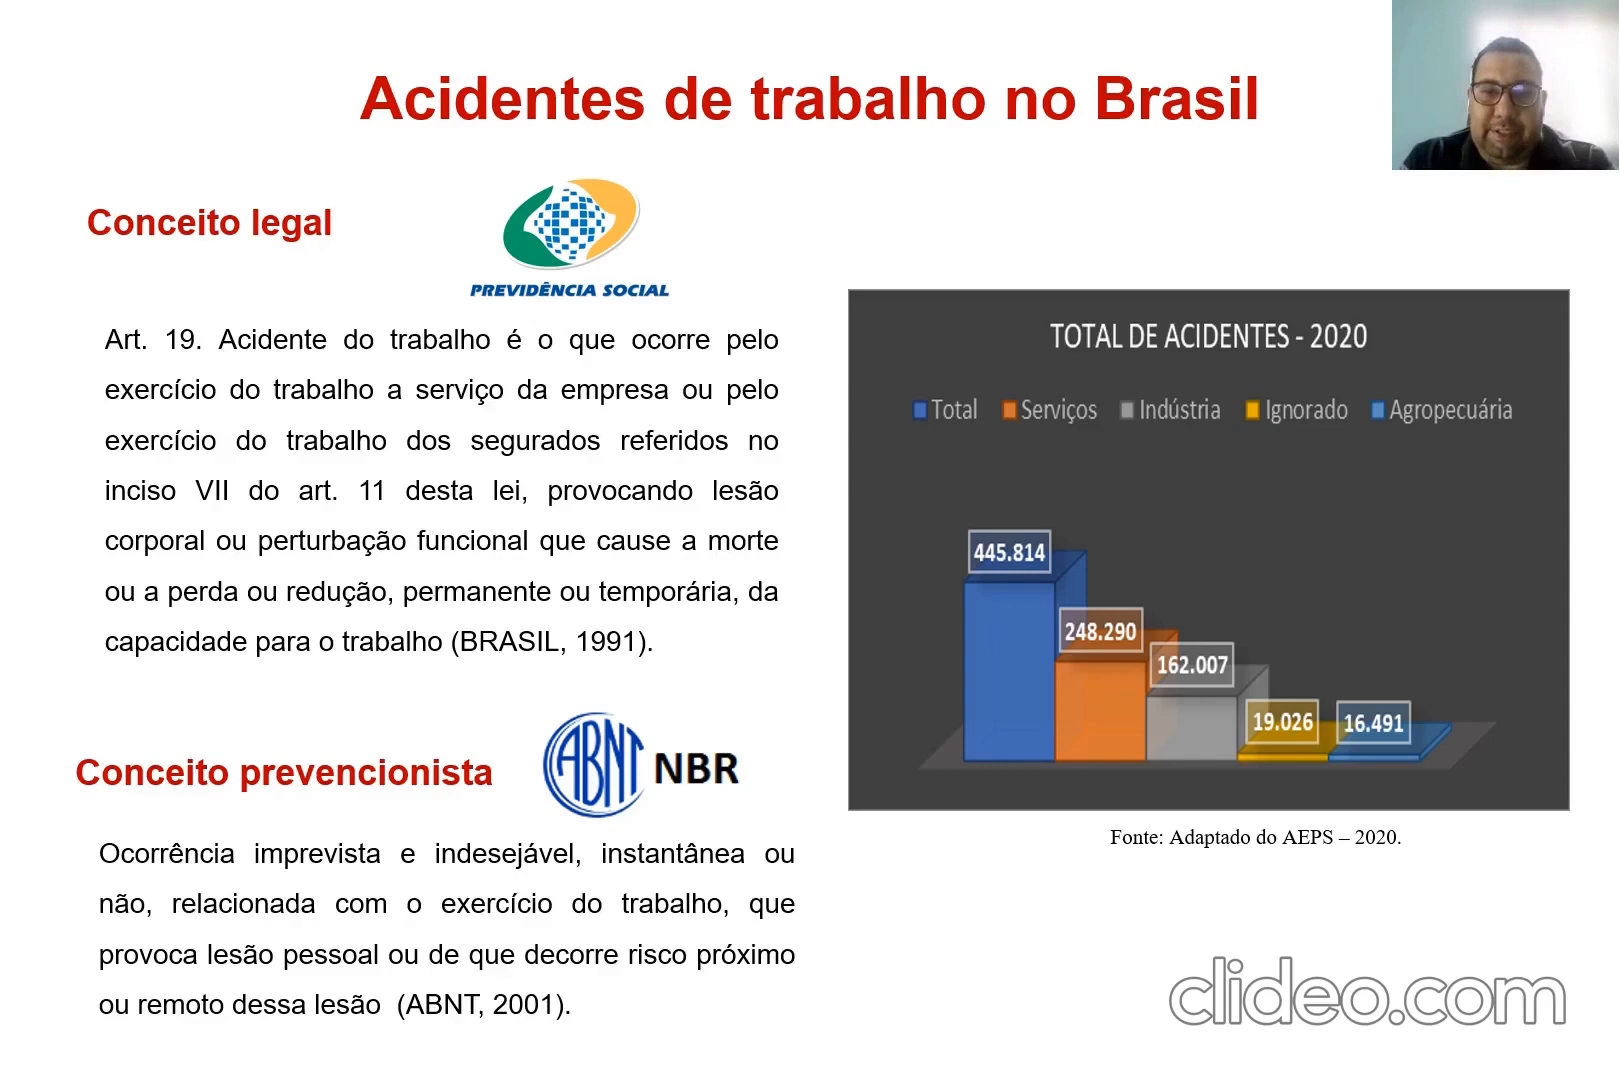 Acidentes de trabalho no Brasil
Conceito legal
PREVIDÊNCIA SOCIAL
Art. 19. Acidente do trabalho é o que ocorre pelo
exercício do trabalho a serviço da empresa ou pelo
exercício do trabalho dos segurados referidos no
inciso VII do art. 11 desta lei, provocando lesão
corporal ou perturbação funcional que cause a morte
ou a perda ou redução, permanente ou temporária, da
capacidade para o trabalho (BRASIL, 1991).
Conceito prevencionista
ABNT NBR
Ocorrência imprevista e indesejável, instantânea ou
não, relacionada com o exercício do trabalho, que
provoca lesão pessoal ou de que decorre risco próximo
ou remoto dessa lesão (ABNT, 2001).
TOTAL DE ACIDENTES - 2020
Total Serviços Indústria Ignorado Agropecuária
445.814
248.290
162.007
19.026
16.491
Fonte: Adaptado do AEPS – 2020.
clideo.com